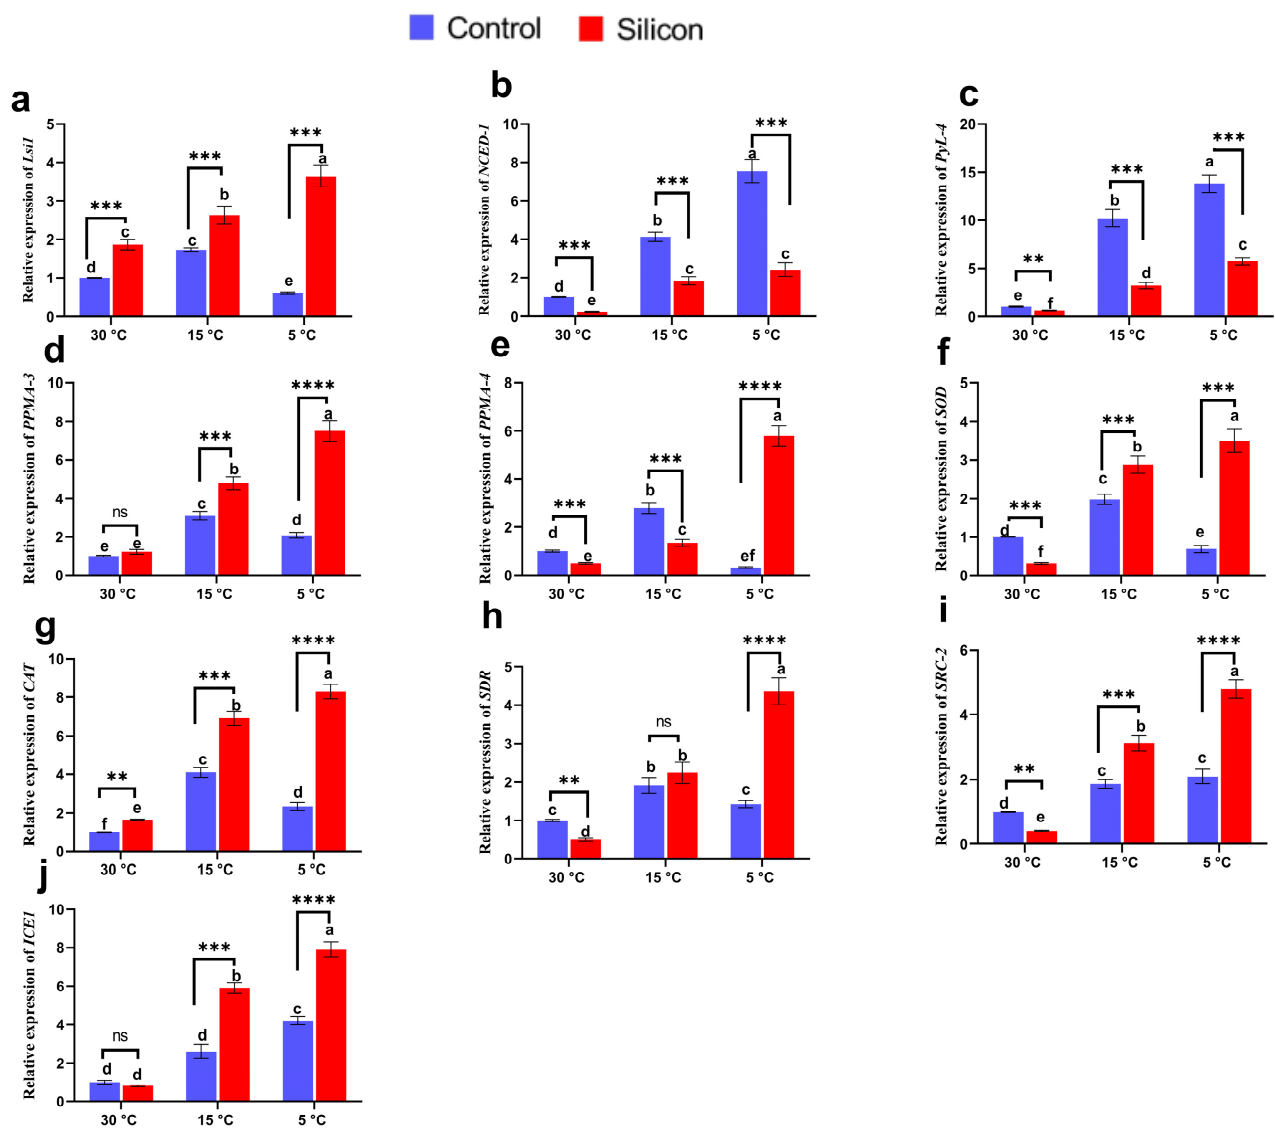 Control Silicon
a
Relative expression of Lsi1
5
4
3
2
1
0
***
***
***
d
c
c
b
e
a
30 °C
15 °C
5 °C
b
Relative expression of NCED-1
10
8
6
4
2
0
***
***
***
d
e
b
c
a
c
30 °C
15 °C
5 °C
c
Relative expression of PyL-4
20
15
10
5
0
**
***
***
e
f
b
d
a
c
30 °C
15 °C
5 °C
d
Relative expression of PPMA-3
10
8
6
4
2
0
ns
***
****
e
e
c
b
d
a
30 °C
15 °C
5 °C
e
Relative expression of PPMA-4
8
6
4
2
0
***
***
****
d
e
b
c
ef
a
30 °C
15 °C
5 °C
f
Relative expression of SOD
5
4
3
2
1
0
***
***
***
d
f
c
b
e
a
30 °C
15 °C
5 °C
g
Relative expression of CAT
10
8
6
4
2
0
**
***
****
f
e
c
b
d
a
30 °C
15 °C
5 °C
h
Relative expression of SDR
5
4
3
2
1
0
**
ns
****
c
d
b
b
c
a
30 °C
15 °C
5 °C
i
Relative expression of SRC-2
6
4
2
0
**
***
****
d
e
c
b
c
a
30 °C
15 °C
5 °C
j
Relative expression of ICE1
10
8
6
4
2
0
ns
***
****
d
d
d
b
c
a
30 °C
15 °C
5 °C